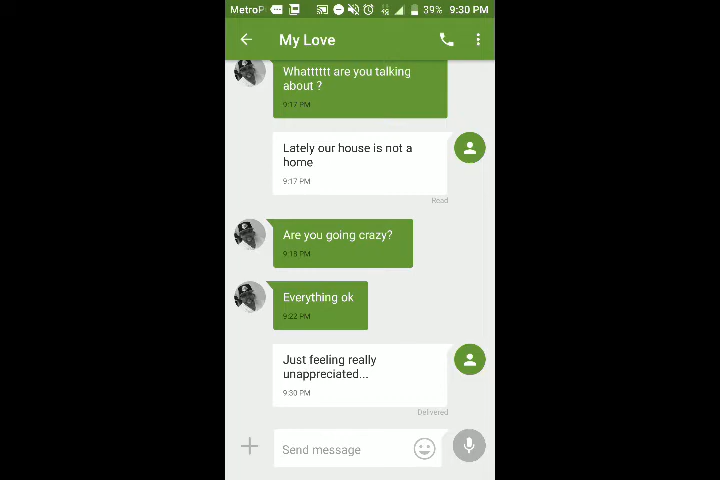 MetroP 39% 9:30 PM
My Love
Whatttttt are you talking
about ?
9:17 PM
Lately our house is not a
home
9:17 PM
Read
Are you going crazy?
9:18 PM
Everything ok
9:22 PM
Just feeling really
unappreciated...
9:30 PM
Delivered
Send message